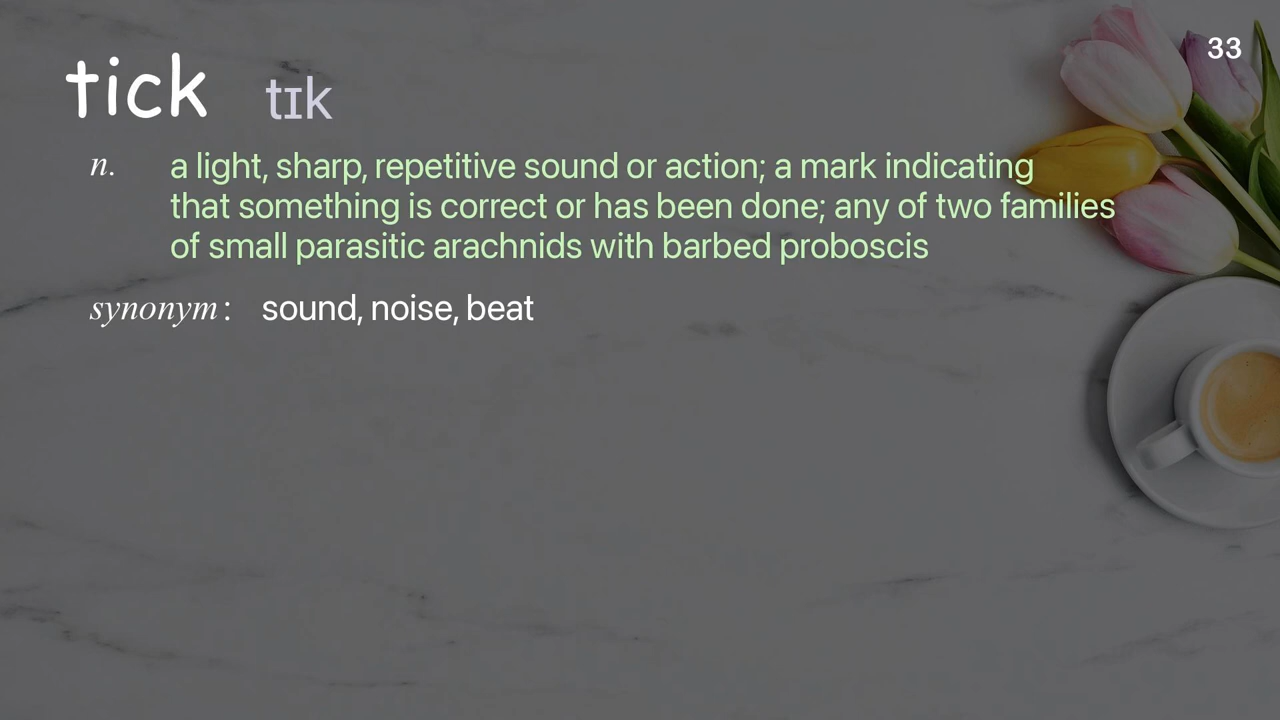 33
tick tɪk
n. a light, sharp, repetitive sound or action; a mark indicating
that something is correct or has been done; any of two families
of small parasitic arachnids with barbed proboscis
synonym: sound, noise, beat